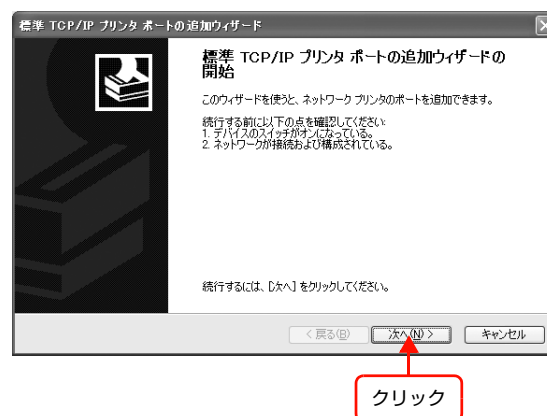 標準 TCP/IP プリンタ ポートの追加ウィザード
標準 TCP/IP プリンタ ポートの追加ウィザードの
開始
このウィザードを使うと、ネットワーク プリンタのポートを追加できます。
続行する前に以下の点を確認してください:
1. デバイスのスイッチがオンになっている。
2. ネットワークが接続および構成されている。
続行するには、[次へ] をクリックしてください。
< 戻る(B)
次へ(N) >
キャンセル
クリック